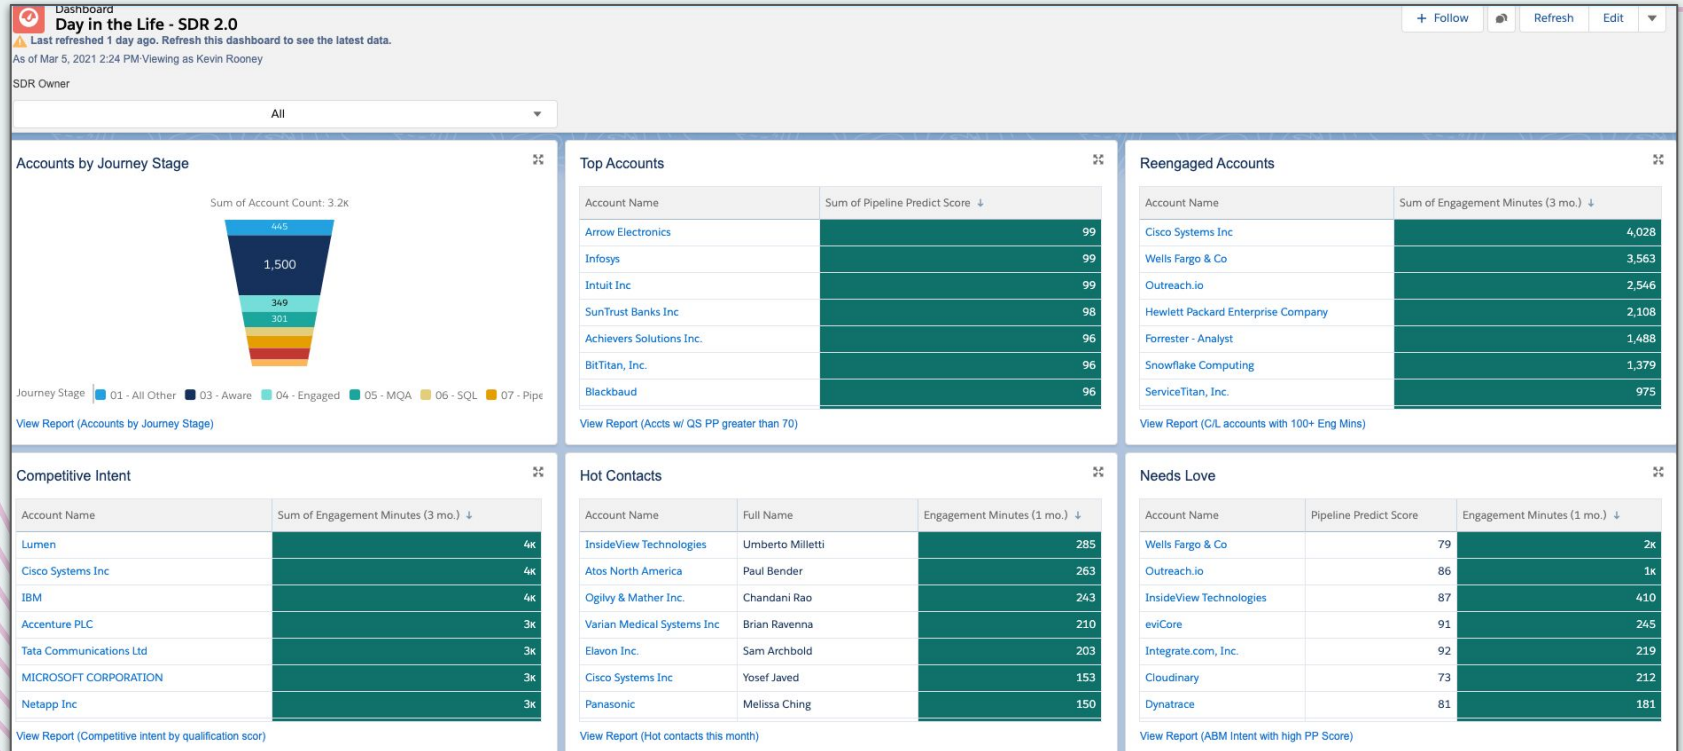 Dashboard
Day in the Life - SDR 2.0
Last refreshed 1 day ago. Refresh this dashboard to see the latest data.
As of Mar 5, 2021 2:24 PM·Viewing as Kevin Rooney
+ Follow
Refresh
Edit
SDR Owner
All
Accounts by Journey Stage
Sum of Account Count: 3.2K
445
1,500
349
301
Journey Stage
01 - All Other 03 - Aware 04 - Engaged 05 - MQA 06 - SQL 07 - Pipe
View Report (Accounts by Journey Stage)
Top Accounts
Account Name Sum of Pipeline Predict Score ↓
Arrow Electronics 99
Infosys 99
Intuit Inc 99
SunTrust Banks Inc 98
Achievers Solutions Inc. 96
BitTitan, Inc. 96
Blackbaud 96
View Report (Accts w/ QS PP greater than 70)
Reengaged Accounts
Account Name Sum of Engagement Minutes (3 mo.) ↓
Cisco Systems Inc 4,028
Wells Fargo & Co 3,563
Outreach.io 2,546
Hewlett Packard Enterprise Company 2,108
Forrester - Analyst 1,488
Snowflake Computing 1,379
ServiceTitan, Inc. 975
View Report (C/L accounts with 100+ Eng Mins)
Competitive Intent
Account Name Sum of Engagement Minutes (3 mo.) ↓
Lumen 4K
Cisco Systems Inc 4K
IBM 4K
Accenture PLC 3K
Tata Communications Ltd 3K
MICROSOFT CORPORATION 3K
Netapp Inc 3K
View Report (Competitive intent by qualification scor)
Hot Contacts
Account Name Full Name Engagement Minutes (1 mo.) ↓
InsideView Technologies Umberto Milletti 285
Atos North America Paul Bender 263
Ogilvy & Mather Inc. Chandani Rao 243
Varian Medical Systems Inc Brian Ravenna 210
Elavon Inc. Sam Archbold 203
Cisco Systems Inc Yosef Javed 153
Panasonic Melissa Ching 150
View Report (Hot contacts this month)
Needs Love
Account Name Pipeline Predict Score Engagement Minutes (1 mo.) ↓
Wells Fargo & Co 79 2K
Outreach.io 86 1K
InsideView Technologies 87 410
eviCore 91 245
Integrate.com, Inc. 92 219
Cloudinary 73 212
Dynatrace 81 181
View Report (ABM Intent with high PP Score)